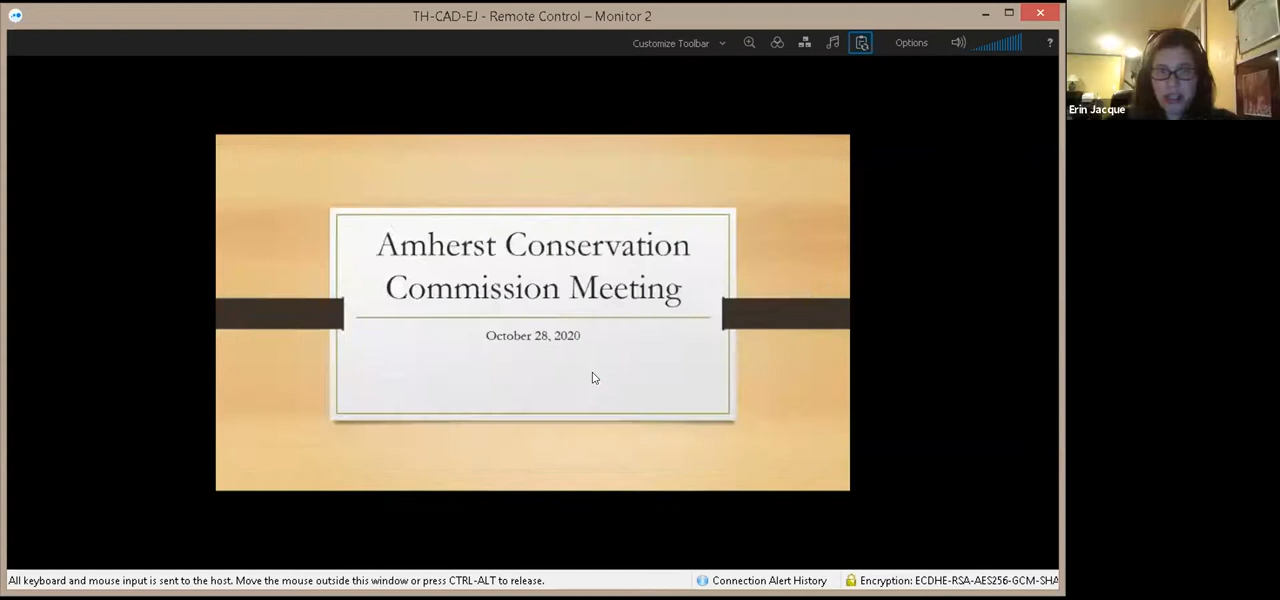 TH-CAD-EJ - Remote Control – Monitor 2
Customize Toolbar
Options
?
Erin Jacque
Amherst Conservation
Commission Meeting
October 28, 2020
All keyboard and mouse input is sent to the host. Move the mouse outside this window or press CTRL-ALT to release.
Connection Alert History
Encryption: ECDHE-RSA-AES256-GCM-SHA